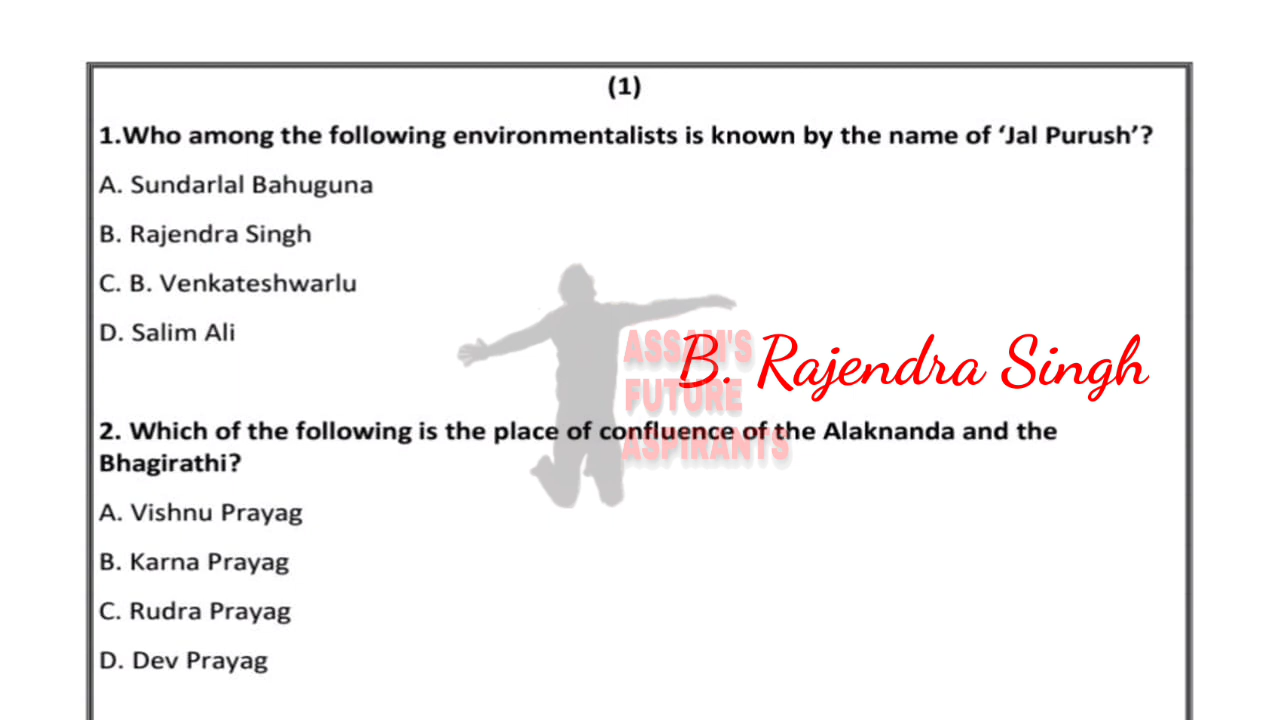 (1)
1.Who among the following environmentalists is known by the name of ‘Jal Purush’?
A. Sundarlal Bahuguna
B. Rajendra Singh
C. B. Venkateshwarlu
D. Salim Ali
ASSAM'S
B. Rajendra Singh
FUTURE
2. Which of the following is the place of confluence of the Alaknanda and the
ASPIRANTS
Bhagirathi?
A. Vishnu Prayag
B. Karna Prayag
C. Rudra Prayag
D. Dev Prayag